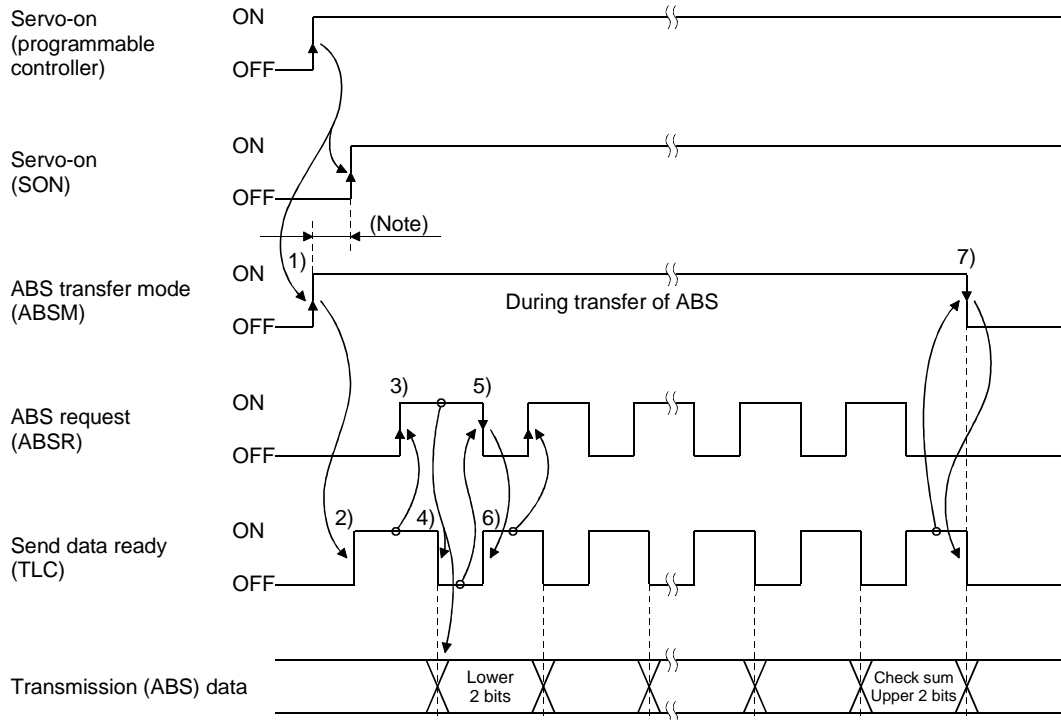 Servo-on
(programmable
controller)
ON
OFF
Servo-on
(SON)
ON
OFF
(Note)
ABS transfer mode
(ABSM)
ON
OFF
1)
During transfer of ABS
7)
ABS request
(ABSR)
ON
OFF
3)
5)
Send data ready
(TLC)
ON
OFF
2)
4)
6)
Transmission (ABS) data
Lower
2 bits
Check sum
Upper 2 bits